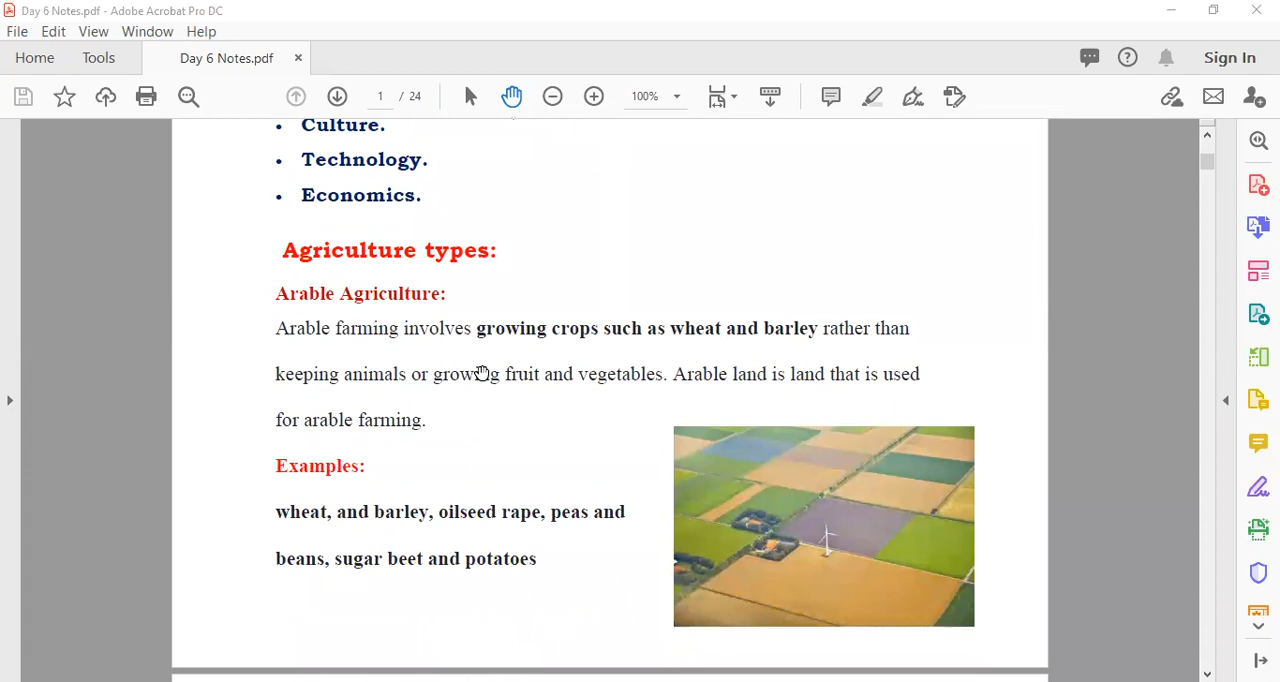 Day 6 Notes.pdf - Adobe Acrobat Pro DC
File Edit View Window Help
Home Tools Day 6 Notes.pdf × Sign In
1 / 24 100%
• Culture.
• Technology.
• Economics.
Agriculture types:
Arable Agriculture:
Arable farming involves growing crops such as wheat and barley rather than
keeping animals or growing fruit and vegetables. Arable land is land that is used
for arable farming.
Examples:
wheat, and barley, oilseed rape, peas and
beans, sugar beet and potatoes